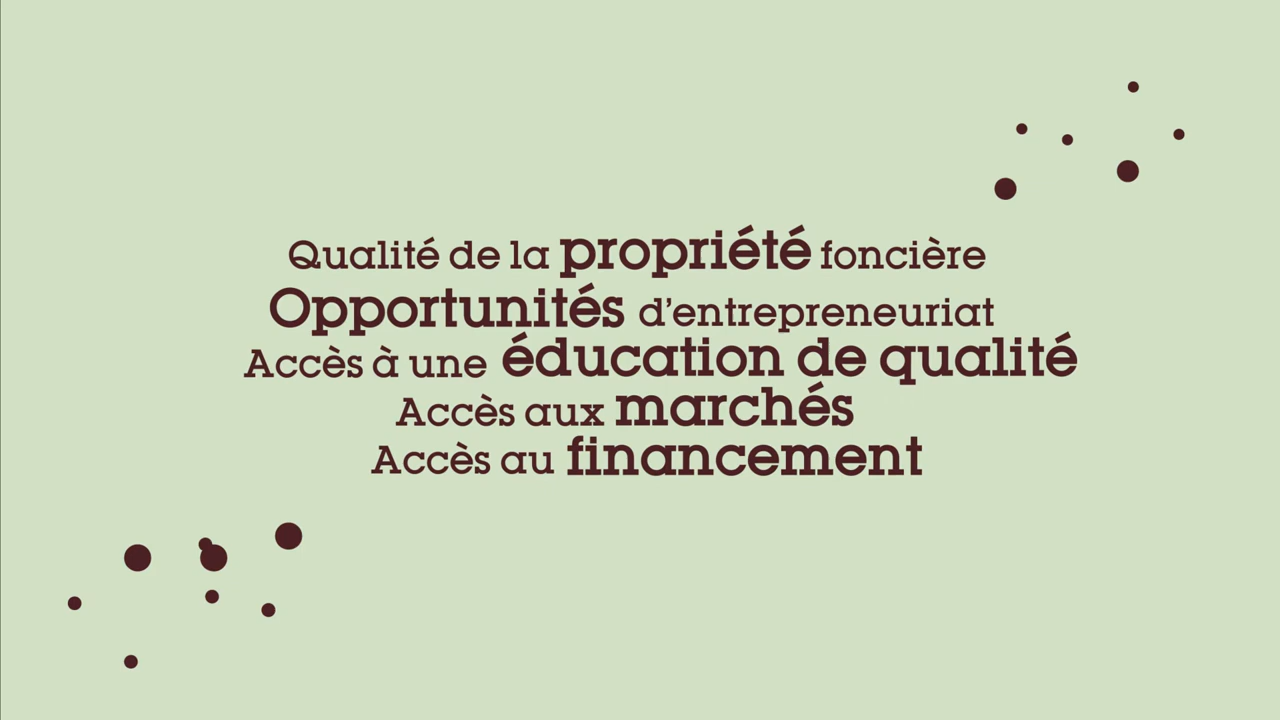 Qualité de la propriété foncière
Opportunités d’entrepreneuriat
Accès à une éducation de qualité
Accès aux marchés
Accès au financement